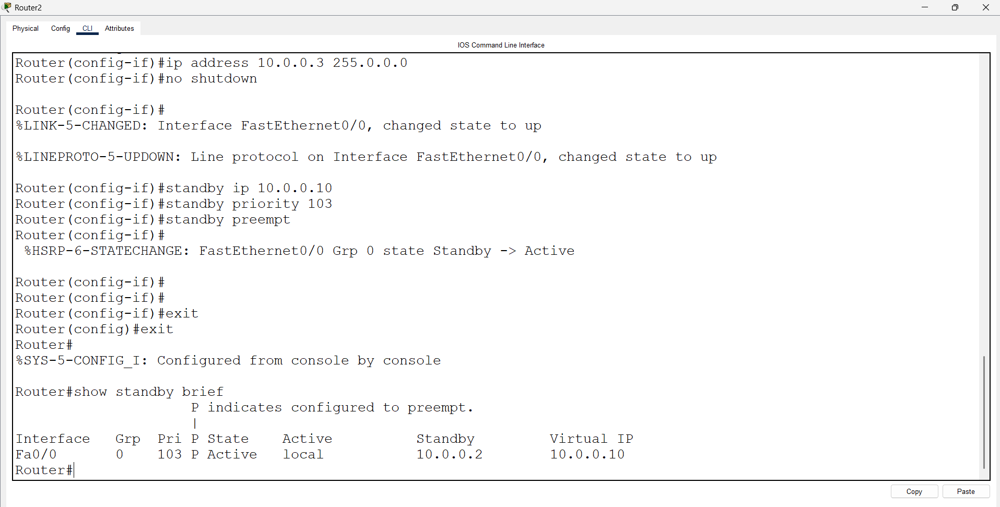 Router2
Physical Config CLI Attributes
IOS Command Line Interface
Router(config-if)#ip address 10.0.0.3 255.0.0.0
Router(config-if)#no shutdown
Router(config-if)#
%LINK-5-CHANGED: Interface FastEthernet0/0, changed state to up
%LINEPROTO-5-UPDOWN: Line protocol on Interface FastEthernet0/0, changed state to up
Router(config-if)#standby ip 10.0.0.10
Router(config-if)#standby priority 103
Router(config-if)#standby preempt
Router(config-if)#
%HSRP-6-STATECHANGE: FastEthernet0/0 Grp 0 state Standby -> Active
Router(config-if)#
Router(config-if)#
Router(config-if)#exit
Router(config)#exit
Router#
%SYS-5-CONFIG_I: Configured from console by console
Router#show standby brief
P indicates configured to preempt.
|
Interface Grp Pri P State Active Standby Virtual IP
Fa0/0 0 103 P Active local 10.0.0.2 10.0.0.10
Router#
Copy Paste